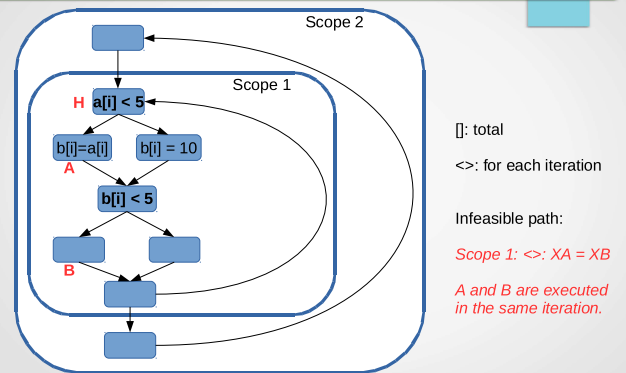 Scope 2
Scope 1
H
a[i] < 5
b[i]=a[i]
b[i] = 10
A
b[i] < 5
B
[]: total
<>: for each iteration
Infeasible path:
Scope 1: <>: XA = XB
A and B are executed
in the same iteration.